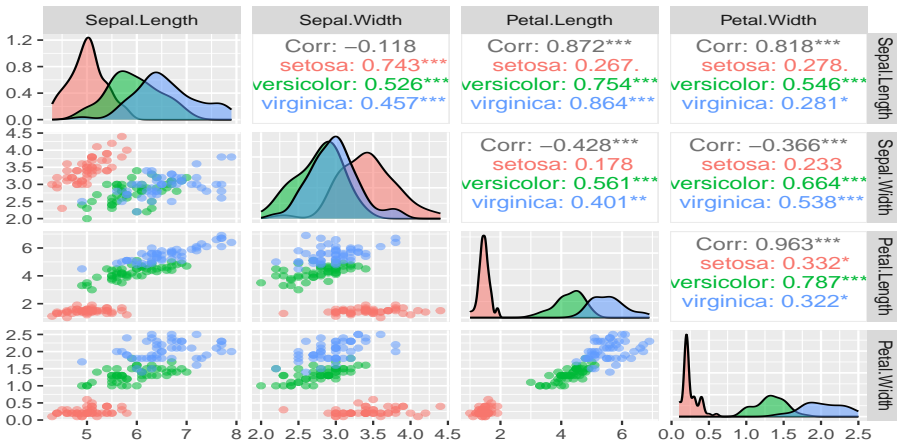 Sepal.Length Sepal.Width Petal.Length Petal.Width
1.2
0.8
0.4
0.0
Corr: −0.118
setosa: 0.743***
versicolor: 0.526***
virginica: 0.457***
Corr: 0.872***
setosa: 0.267.
versicolor: 0.754***
virginica: 0.864***
Corr: 0.818***
setosa: 0.278.
versicolor: 0.546***
virginica: 0.281*
Sepal.Length
4.5
4.0
3.5
3.0
2.5
2.0
Corr: −0.428***
setosa: 0.178
versicolor: 0.561***
virginica: 0.401**
Corr: −0.366***
setosa: 0.233
versicolor: 0.664***
virginica: 0.538***
Sepal.Width
6
4
2
Corr: 0.963***
setosa: 0.332*
versicolor: 0.787***
virginica: 0.322*
Petal.Length
2.5
2.0
1.5
1.0
0.5
0.0
Petal.Width
5 6 7 8 2.0 2.5 3.0 3.5 4.0 4.5 2 4 6 0.0 0.5 1.0 1.5 2.0 2.5